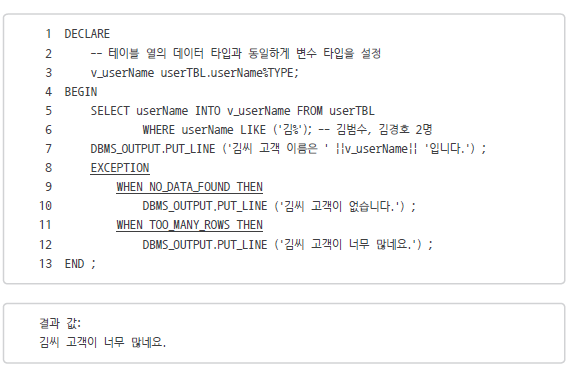 1 DECLARE
2 -- 테이블 열의 데이터 타입과 동일하게 변수 타입을 설정
3 v_userName userTBL.userName%TYPE;
4 BEGIN
5 SELECT userName INTO v_userName FROM userTBL
6 WHERE userName LIKE ('김%'); -- 김범수, 김경호 2명
7 DBMS_OUTPUT.PUT_LINE ('김씨 고객 이름은 ' ||v_userName|| '입니다.') ;
8 EXCEPTION
9 WHEN NO_DATA_FOUND THEN
10 DBMS_OUTPUT.PUT_LINE ('김씨 고객이 없습니다.') ;
11 WHEN TOO_MANY_ROWS THEN
12 DBMS_OUTPUT.PUT_LINE ('김씨 고객이 너무 많네요.') ;
13 END ;
결과 값:
김씨 고객이 너무 많네요.